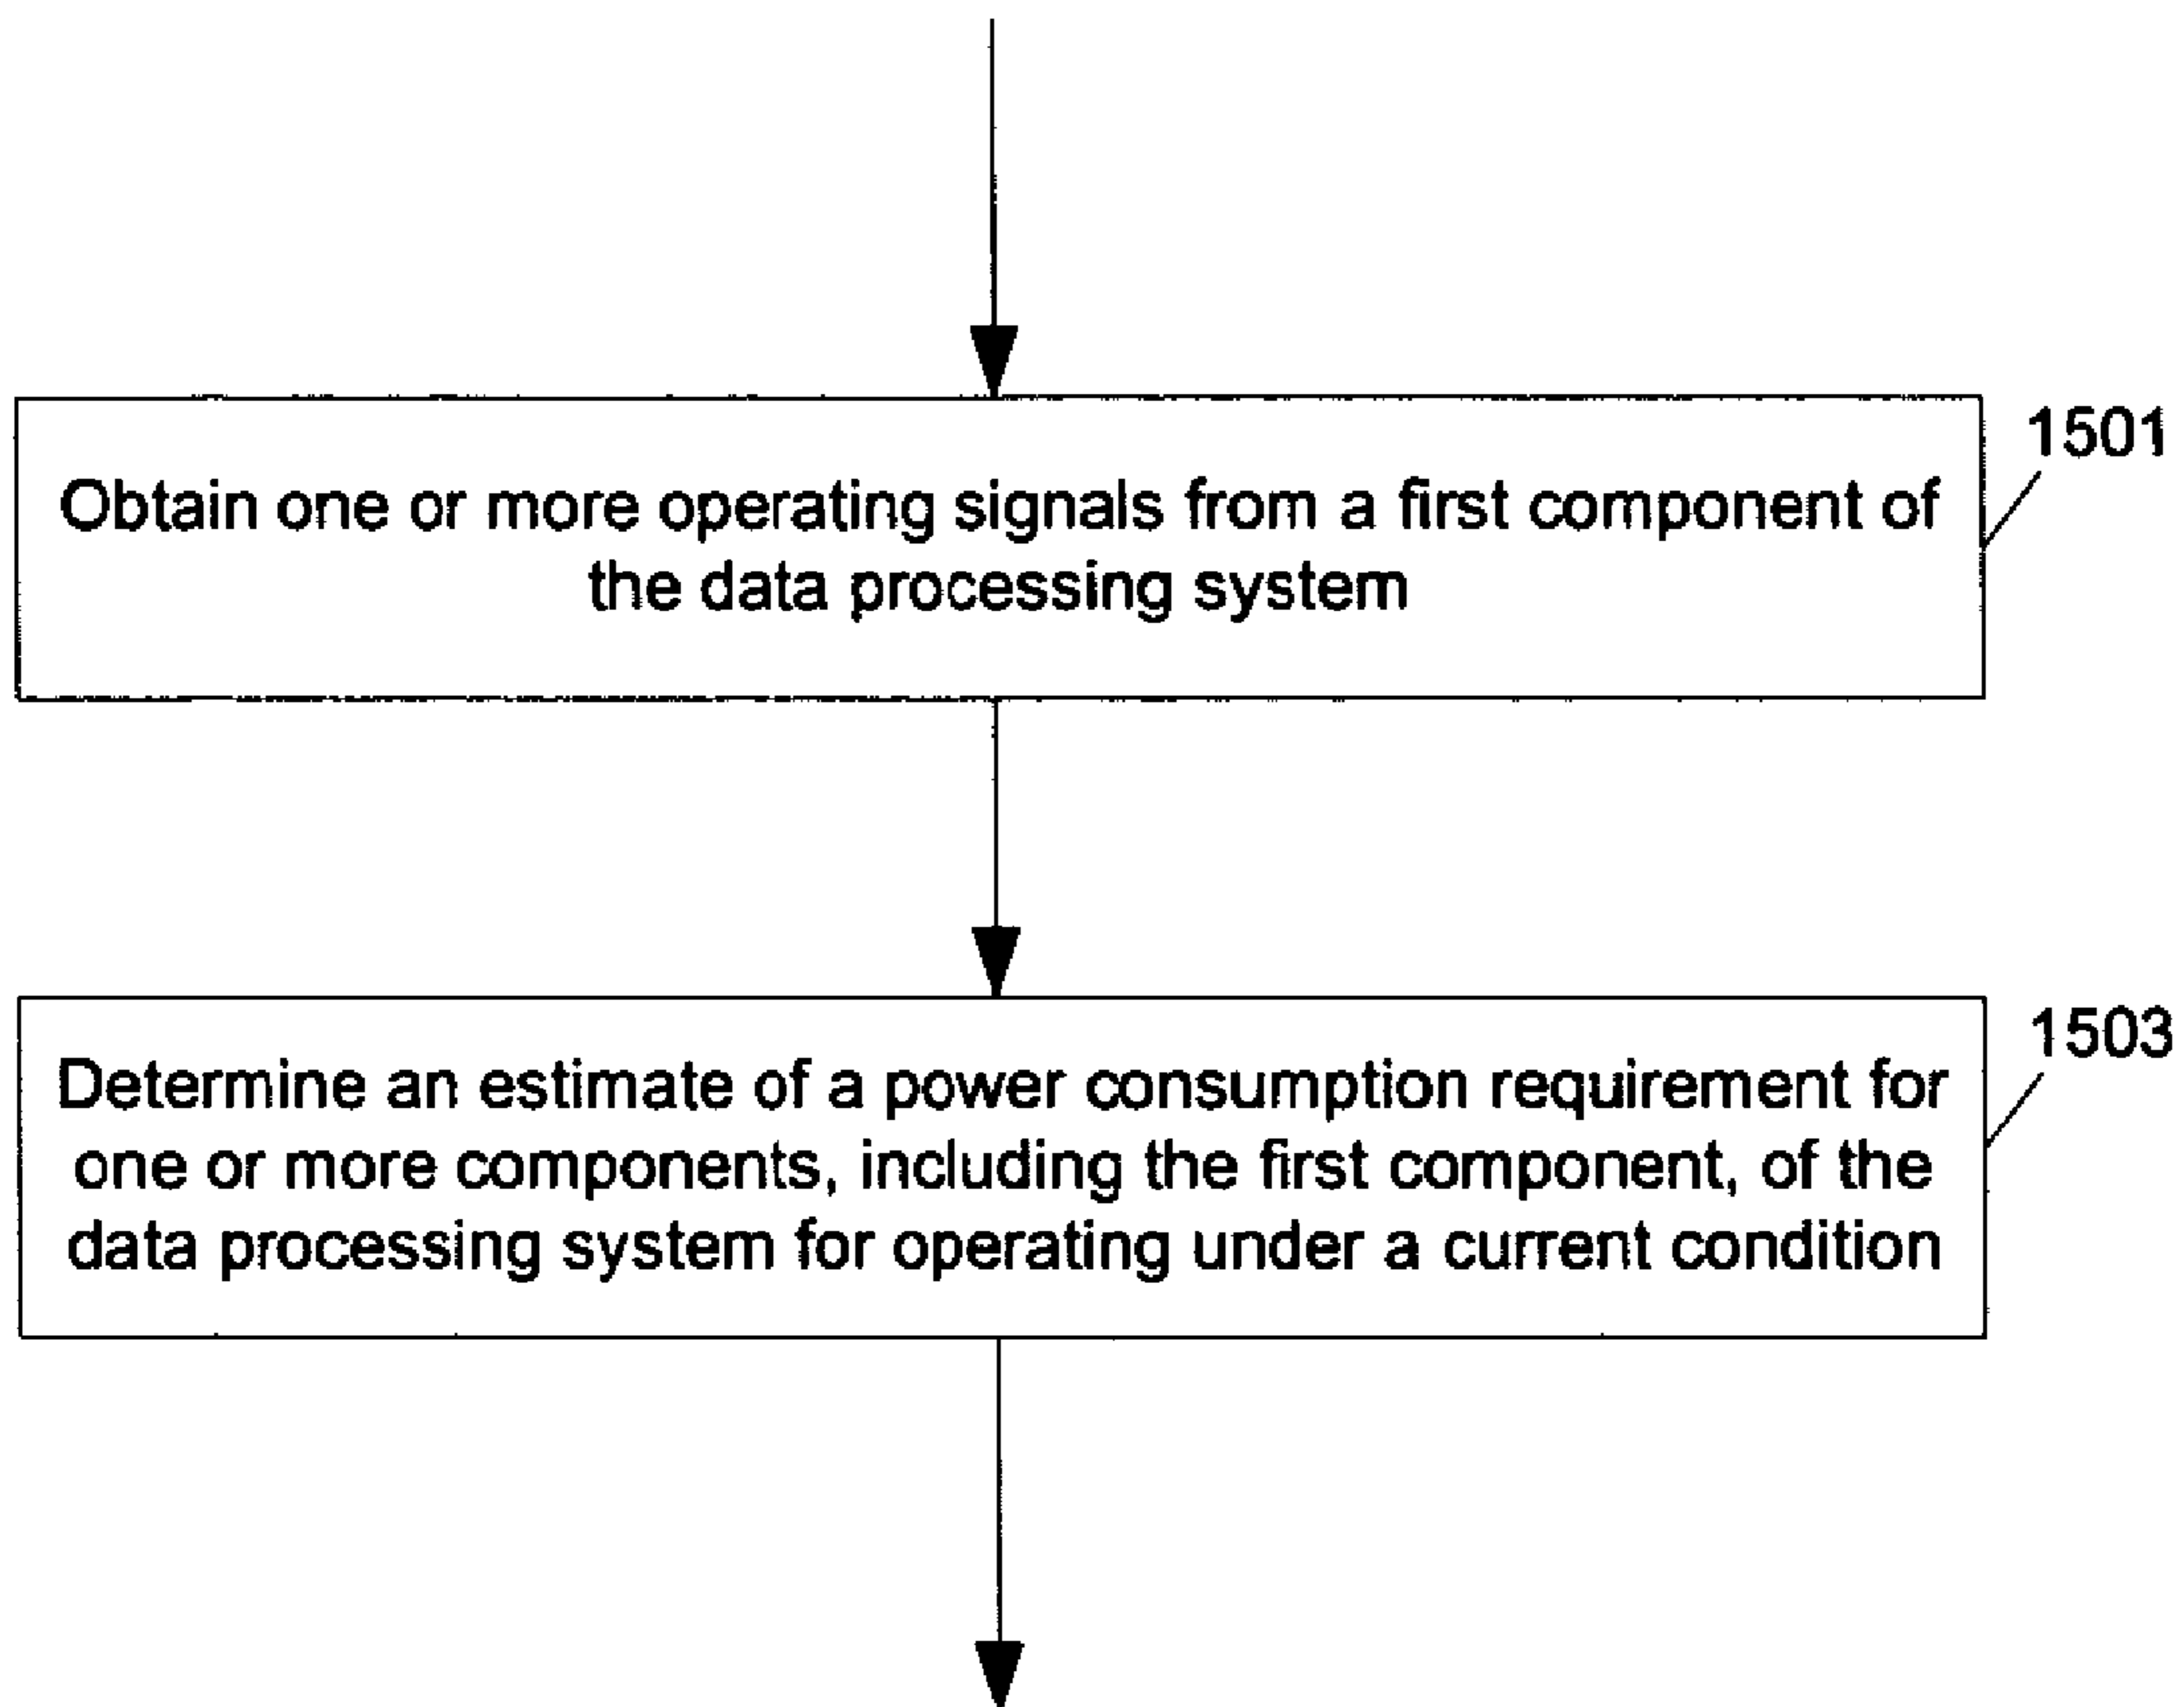 1501
Obtain one or more operating signals from a first component of
the data processing system
1503
Determine an estimate of a power consumption requirement for
one or more components, including the first component, of the
data processing system for operating under a current condition